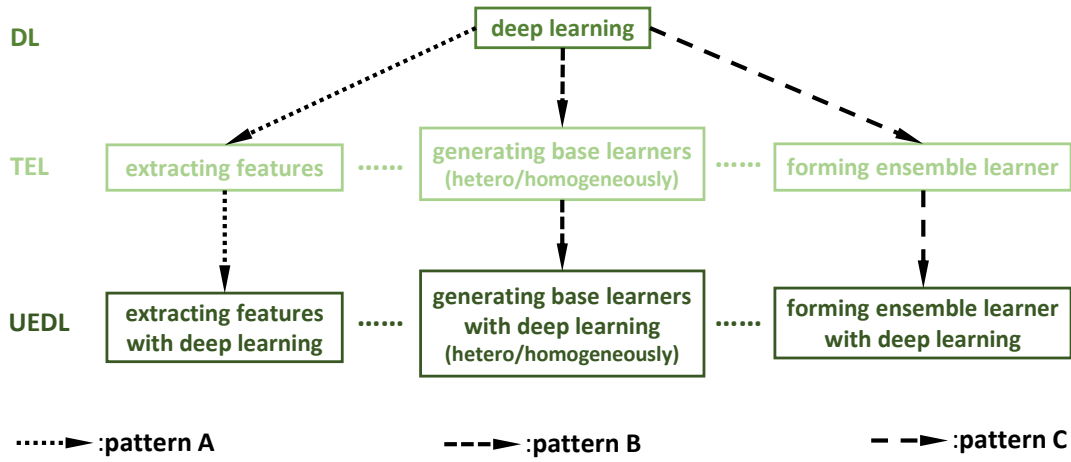 DL
deep learning
TEL
extracting features
......
generating base learners
(hetero/homogeneously)
......
forming ensemble learner
UEDL
extracting features
with deep learning
......
generating base learners
with deep learning
(hetero/homogeneously)
......
forming ensemble learner
with deep learning
:pattern A
:pattern B
:pattern C